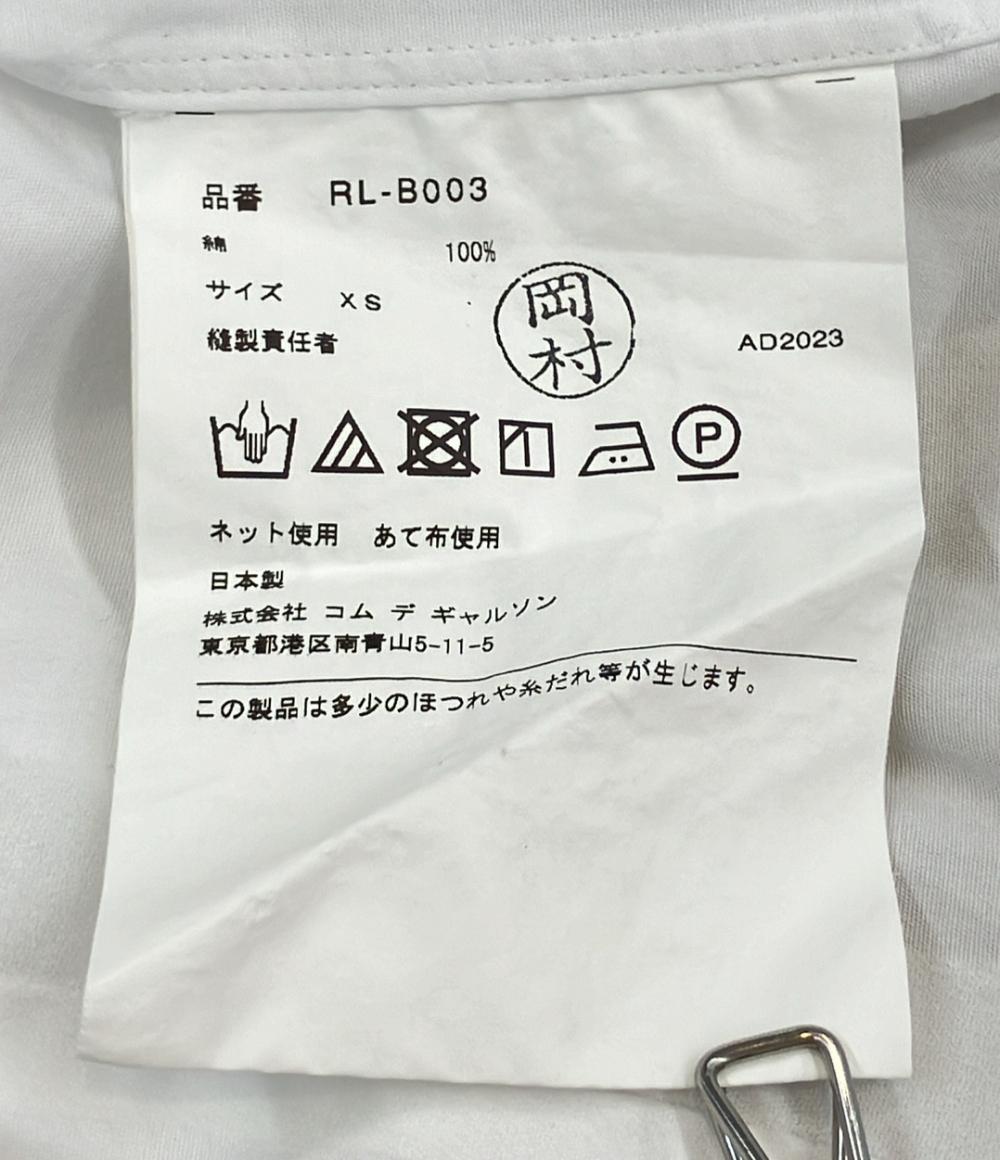 品番 RL-B003
綿 100%
サイズ XS
縫製責任者 岡村 AD2023
P
ネット使用 あて布使用
日本製
株式会社 コム デ ギャルソン
東京都港区南青山5-11-5
この製品は多少のほつれや糸だれ等が生じます。